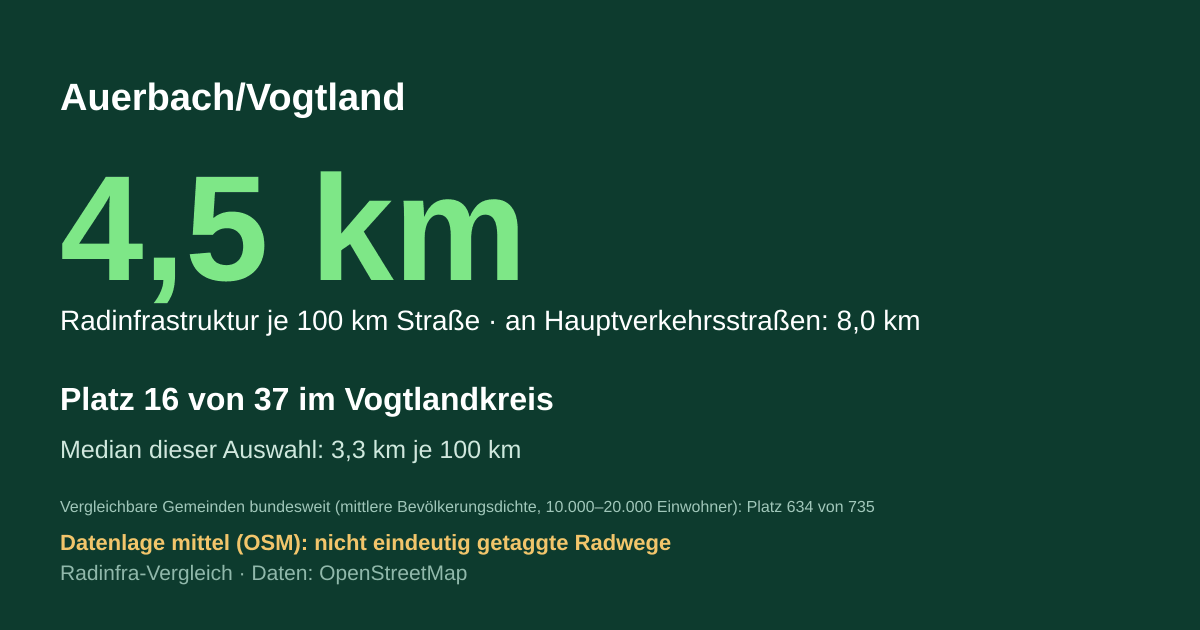 Auerbach/Vogtland
4,5 km
Radinfrastruktur je 100 km Straße · an Hauptverkehrsstraßen: 8,0 km
Platz 16 von 37 im Vogtlandkreis
Median dieser Auswahl: 3,3 km je 100 km
Vergleichbare Gemeinden bundesweit (mittlere Bevölkerungsdichte, 10.000–20.000 Einwohner): Platz 634 von 735
Datenlage mittel (OSM): nicht eindeutig getaggte Radwege
Radinfra-Vergleich · Daten: OpenStreetMap